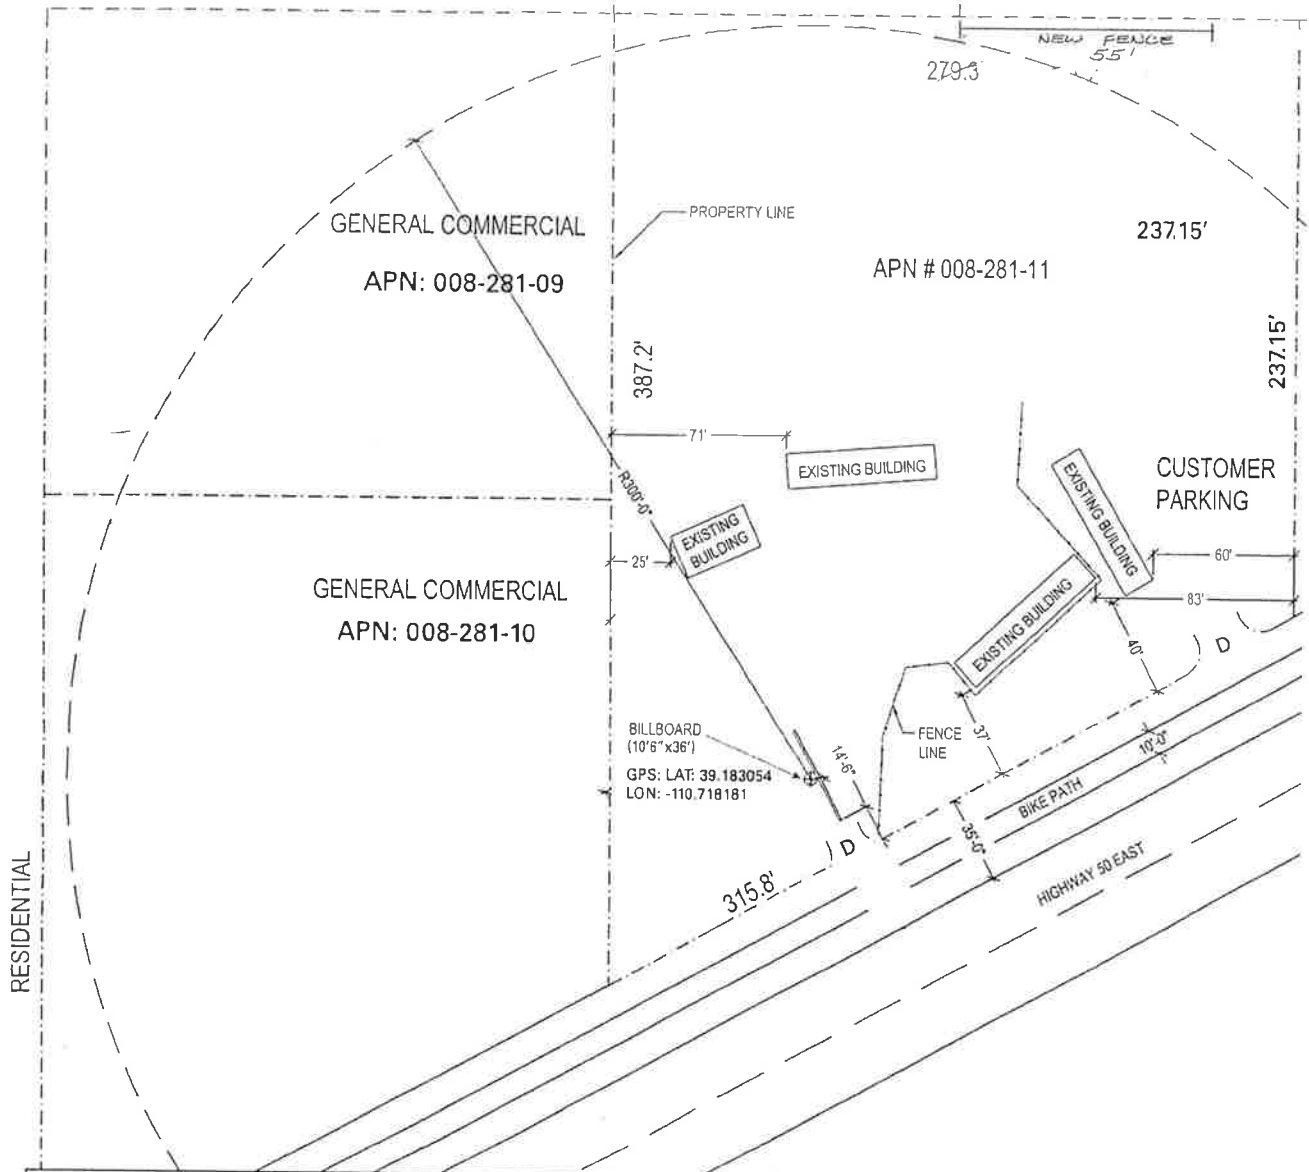 NEW FENCE
55'
279.3
GENERAL COMMERCIAL
APN: 008-281-09
PROPERTY LINE
237.15'
APN # 008-281-11
387.2'
237.15'
71'
EXISTING BUILDING
EXISTING BUILDING
CUSTOMER
PARKING
R300'-0"
EXISTING
BUILDING
25'
60'
83'
GENERAL COMMERCIAL
APN: 008-281-10
EXISTING BUILDING
40'
D
BILLBOARD
(10'6"x36')
GPS: LAT: 39.183054
LON: -110.718181
14'-6"
FENCE
LINE
37'
10'-0"
BIKE PATH
35'-0"
D
HIGHWAY 50 EAST
315.8'
RESIDENTIAL